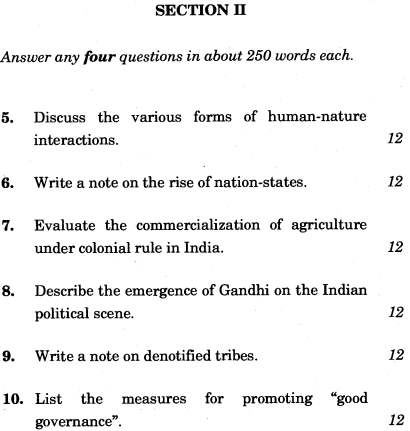 SECTION II
Answer any four questions in about 250 words each.
5. Discuss the various forms of human-nature
interactions. 12
6. Write a note on the rise of nation-states. 12
7. Evaluate the commercialization of agriculture
under colonial rule in India. 12
8. Describe the emergence of Gandhi on the Indian
political scene. 12
9. Write a note on denotified tribes. 12
10. List the measures for promoting “good
governance”. 12